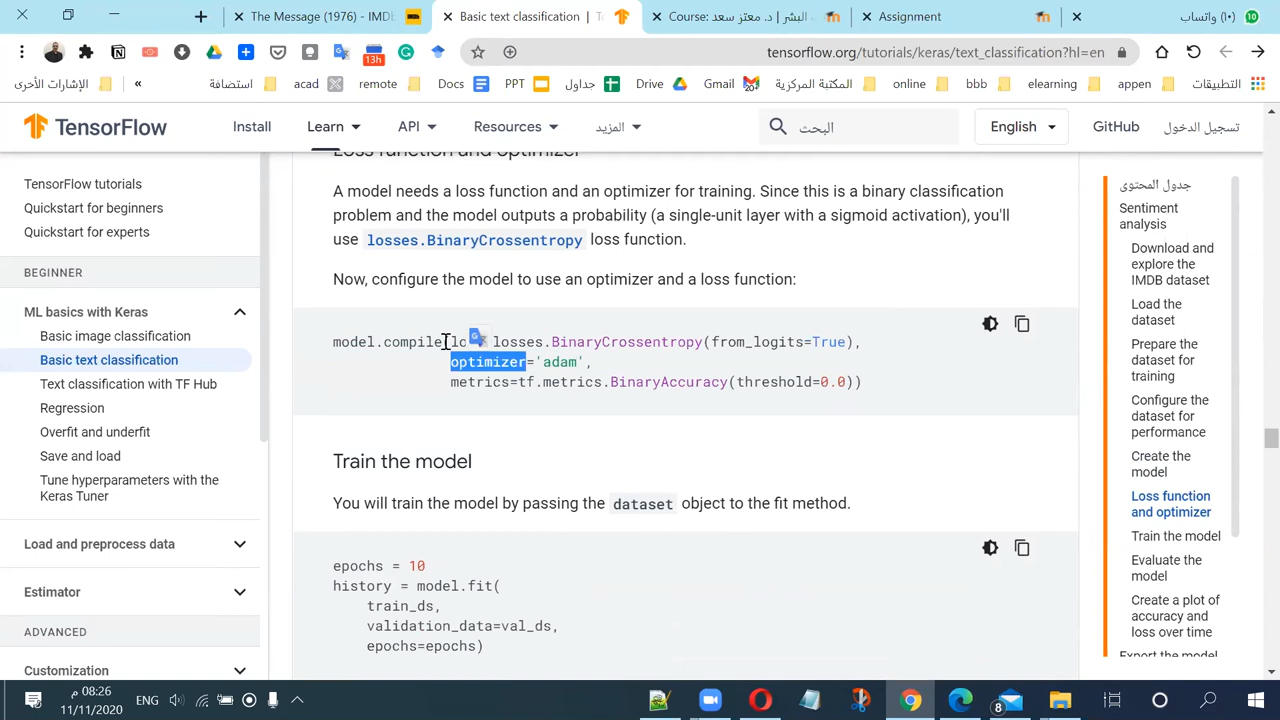 The Message (1976) - IMDB
Basic text classification | T
Course: البشر | د. معتز سعد
Assignment
(١٠) واتساب
10
13h
tensorflow.org/tutorials/keras/text_classification?hl=en
الإشارات الأخرى
«
استضافة
acad
remote
Docs
PPT
جداول
Drive
Gmail
20+
المكتبة المركزية
online
bbb
elearning
appen
التطبيقات
TensorFlow
Install
Learn
API
Resources
المزيد
البحث
English
GitHub
تسجيل الدخول
TensorFlow tutorials
Quickstart for beginners
Quickstart for experts
BEGINNER
ML basics with Keras
Basic image classification
Basic text classification
Text classification with TF Hub
Regression
Overfit and underfit
Save and load
Tune hyperparameters with the
Keras Tuner
Load and preprocess data
Estimator
ADVANCED
Customization
Loss function and optimizer
A model needs a loss function and an optimizer for training. Since this is a binary classification
problem and the model outputs a probability (a single-unit layer with a sigmoid activation), you'll
use losses.BinaryCrossentropy loss function.
Now, configure the model to use an optimizer and a loss function:
model.compile lo losses.BinaryCrossentropy(from_logits=True),
optimizer='adam',
metrics=tf.metrics.BinaryAccuracy(threshold=0.0))
Train the model
You will train the model by passing the dataset object to the fit method.
epochs = 10
history = model.fit(
train_ds,
validation_data=val_ds,
epochs=epochs)
جدول المحتوى
Sentiment
analysis
Download and
explore the
IMDB dataset
Load the
dataset
Prepare the
dataset for
training
Configure the
dataset for
performance
Create the
model
Loss function
and optimizer
Train the model
Evaluate the
model
Create a plot of
accuracy and
loss over time
Export the model
08:26 م
11/11/2020
ENG
8